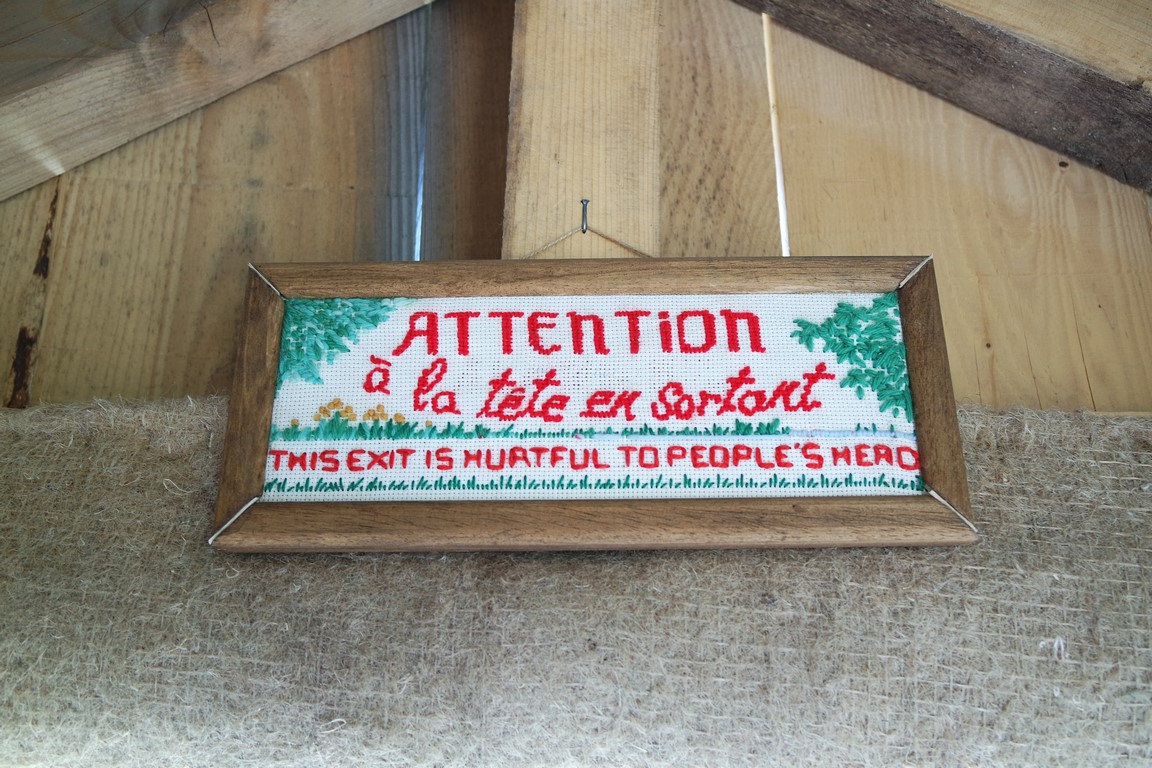 ATTENTION
à la tête en sortant
THIS EXIT IS HURTFUL TO PEOPLE'S HEAD